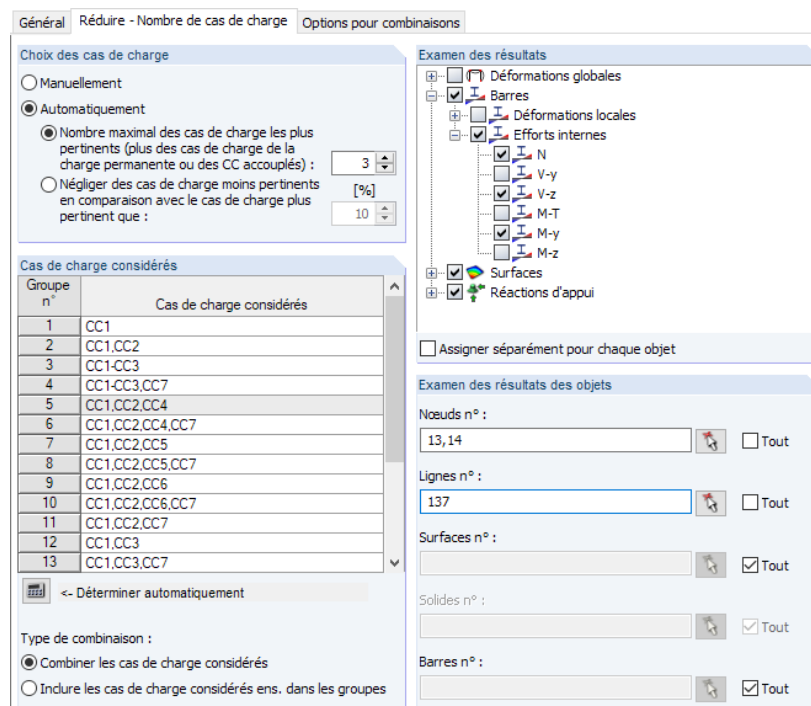 Général
Réduire - Nombre de cas de charge
Options pour combinaisons
Choix des cas de charge
Manuellement
Automatiquement
Nombre maximal des cas de charge les plus
pertinents (plus des cas de charge de la
charge permanente ou des CC accouplés) :
3
Négliger des cas de charge moins pertinents
en comparaison avec le cas de charge plus
pertinent que :
[%]
10
Cas de charge considérés
Groupe
n°
Cas de charge considérés
1 CC1
2 CC1,CC2
3 CC1-CC3
4 CC1-CC3,CC7
5 CC1,CC2,CC4
6 CC1,CC2,CC4,CC7
7 CC1,CC2,CC5
8 CC1,CC2,CC5,CC7
9 CC1,CC2,CC6
10 CC1,CC2,CC6,CC7
11 CC1,CC2,CC7
12 CC1,CC3
13 CC1,CC3,CC7
<- Déterminer automatiquement
Type de combinaison :
Combiner les cas de charge considérés
Inclure les cas de charge considérés ens. dans les groupes
Examen des résultats
Déformations globales
Barres
Déformations locales
Efforts internes
N
V-y
V-z
M-T
M-y
M-z
Surfaces
Réactions d'appui
Assigner séparément pour chaque objet
Examen des résultats des objets
Nœuds n° :
13,14
Tout
Lignes n° :
137
Tout
Surfaces n° :
Tout
Solides n° :
Tout
Barres n° :
Tout